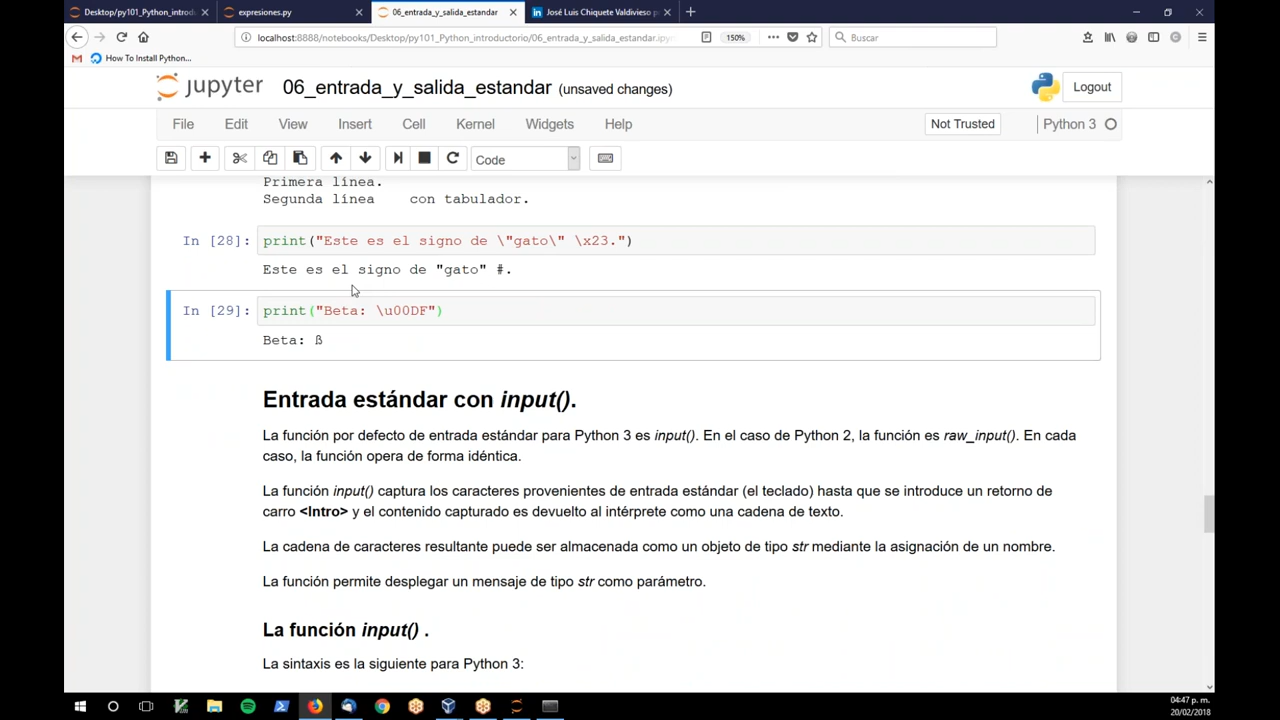 Desktop/py101_Python_introdu
expresiones.py
06_entrada_y_salida_estandar
José Luis Chiquete Valdivieso p
localhost:8888/notebooks/Desktop/py101_Python_introductorio/06_entrada_y_salida_estandar.ipyn
150%
Buscar
How To Install Python...
jupyter 06_entrada_y_salida_estandar (unsaved changes)
Logout
File Edit View Insert Cell Kernel Widgets Help
Not Trusted
Python 3
Code
Primera línea.
Segunda línea    con tabulador.
In [28]: print("Este es el signo de \"gato\" \x23.")
Este es el signo de "gato" #.
In [29]: print("Beta: \u00DF")
Beta: ß
Entrada estándar con input().
La función por defecto de entrada estándar para Python 3 es input(). En el caso de Python 2, la función es raw_input(). En cada
caso, la función opera de forma idéntica.
La función input() captura los caracteres provenientes de entrada estándar (el teclado) hasta que se introduce un retorno de
carro <Intro> y el contenido capturado es devuelto al intérprete como una cadena de texto.
La cadena de caracteres resultante puede ser almacenada como un objeto de tipo str mediante la asignación de un nombre.
La función permite desplegar un mensaje de tipo str como parámetro.
La función input() .
La sintaxis es la siguiente para Python 3:
04:47 p. m.
20/02/2018